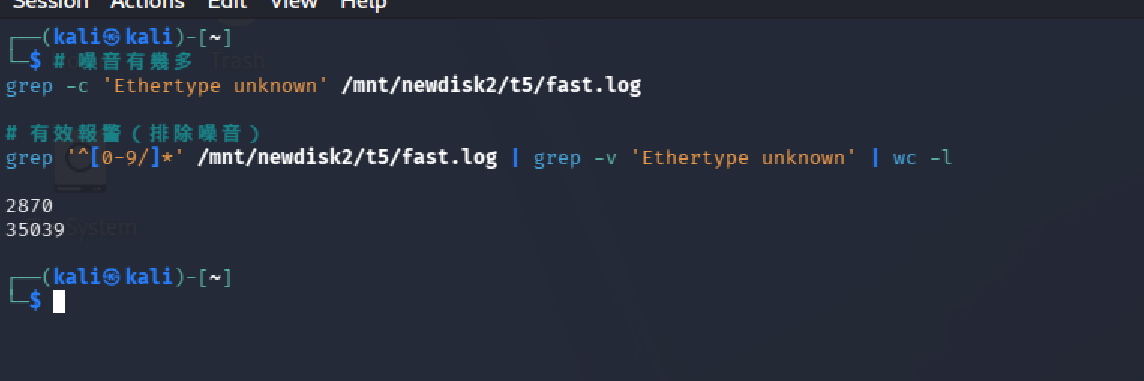 Session Actions Edit View Help
┌──(kali㉿kali)-[~]
└─$ # 噪音有幾多
Trash
grep -c 'Ethertype unknown' /mnt/newdisk2/t5/fast.log
# 有效報警（排除噪音）
grep '^[0-9/]*' /mnt/newdisk2/t5/fast.log | grep -v 'Ethertype unknown' | wc -l
2870
35039
System
┌──(kali㉿kali)-[~]
└─$